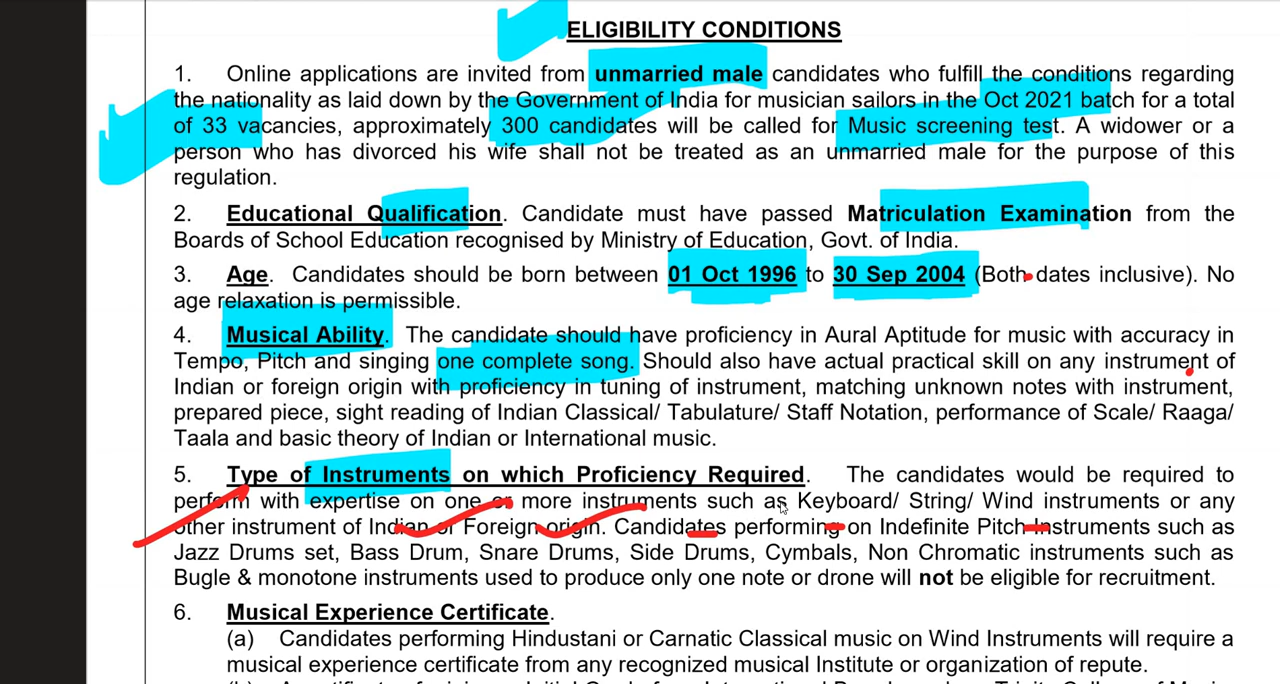 ELIGIBILITY CONDITIONS
1. Online applications are invited from unmarried male candidates who fulfill the conditions regarding
the nationality as laid down by the Government of India for musician sailors in the Oct 2021 batch for a total
of 33 vacancies, approximately 300 candidates will be called for Music screening test. A widower or a
person who has divorced his wife shall not be treated as an unmarried male for the purpose of this
regulation.
2. Educational Qualification. Candidate must have passed Matriculation Examination from the
Boards of School Education recognised by Ministry of Education, Govt. of India.
3. Age. Candidates should be born between 01 Oct 1996 to 30 Sep 2004 (Both dates inclusive). No
age relaxation is permissible.
4. Musical Ability. The candidate should have proficiency in Aural Aptitude for music with accuracy in
Tempo, Pitch and singing one complete song. Should also have actual practical skill on any instrument of
Indian or foreign origin with proficiency in tuning of instrument, matching unknown notes with instrument,
prepared piece, sight reading of Indian Classical/ Tabulature/ Staff Notation, performance of Scale/ Raaga/
Taala and basic theory of Indian or International music.
5. Type of Instruments on which Proficiency Required. The candidates would be required to
perform with expertise on one or more instruments such as Keyboard/ String/ Wind instruments or any
other instrument of Indian or Foreign origin. Candidates performing on Indefinite Pitch Instruments such as
Jazz Drums set, Bass Drum, Snare Drums, Side Drums, Cymbals, Non Chromatic instruments such as
Bugle & monotone instruments used to produce only one note or drone will not be eligible for recruitment.
6. Musical Experience Certificate.
(a) Candidates performing Hindustani or Carnatic Classical music on Wind Instruments will require a
musical experience certificate from any recognized musical Institute or organization of repute.